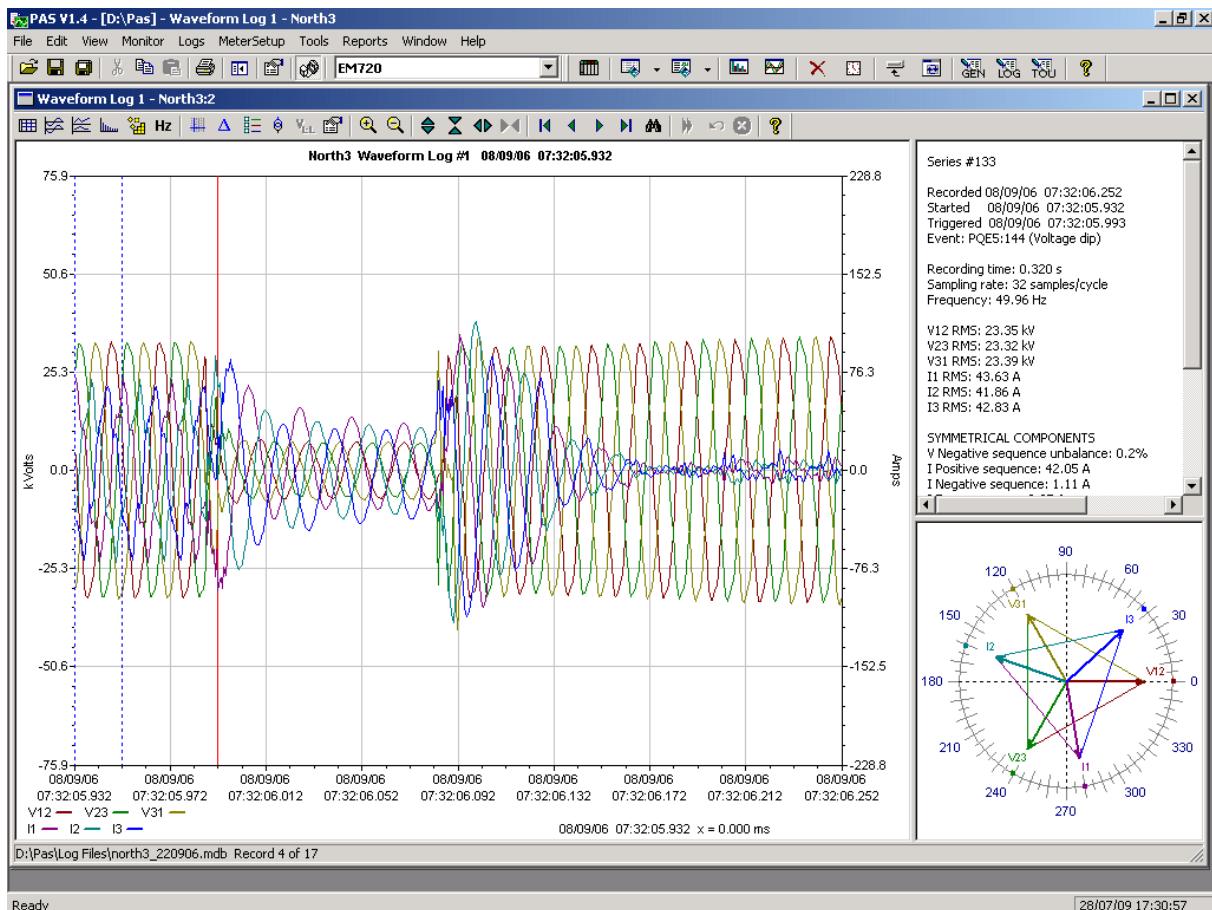 PAS V1.4 - [D:\Pas] - Waveform Log 1 - North3
File Edit View Monitor Logs MeterSetup Tools Reports Window Help
EM720
GEN LOG TOU
Waveform Log 1 - North3:2
Hz
VLL
North3 Waveform Log #1 08/09/06 07:32:05.932
75.9
50.6
25.3
0.0
-25.3
-50.6
-75.9
kVolts
228.8
152.5
76.3
0.0
-76.3
-152.5
-228.8
Amps
08/09/06 08/09/06 08/09/06 08/09/06 08/09/06 08/09/06 08/09/06 08/09/06 08/09/06
07:32:05.932 07:32:05.972 07:32:06.012 07:32:06.052 07:32:06.092 07:32:06.132 07:32:06.172 07:32:06.212 07:32:06.252
V12 V23 V31
I1 I2 I3
08/09/06 07:32:05.932 x = 0.000 ms
Series #133
Recorded 08/09/06 07:32:06.252
Started 08/09/06 07:32:05.932
Triggered 08/09/06 07:32:05.993
Event: PQE5:144 (Voltage dip)
Recording time: 0.320 s
Sampling rate: 32 samples/cycle
Frequency: 49.96 Hz
V12 RMS: 23.35 kV
V23 RMS: 23.32 kV
V31 RMS: 23.39 kV
I1 RMS: 43.63 A
I2 RMS: 41.86 A
I3 RMS: 42.83 A
SYMMETRICAL COMPONENTS
V Negative sequence unbalance: 0.2%
I Positive sequence: 42.05 A
I Negative sequence: 1.11 A
90
120 60
150 30
180 0
210 330
240 300
270
V31
I3
I2
V12
V23
I1
D:\Pas\Log Files\north3_220906.mdb Record 4 of 17
Ready
28/07/09 17:30:57